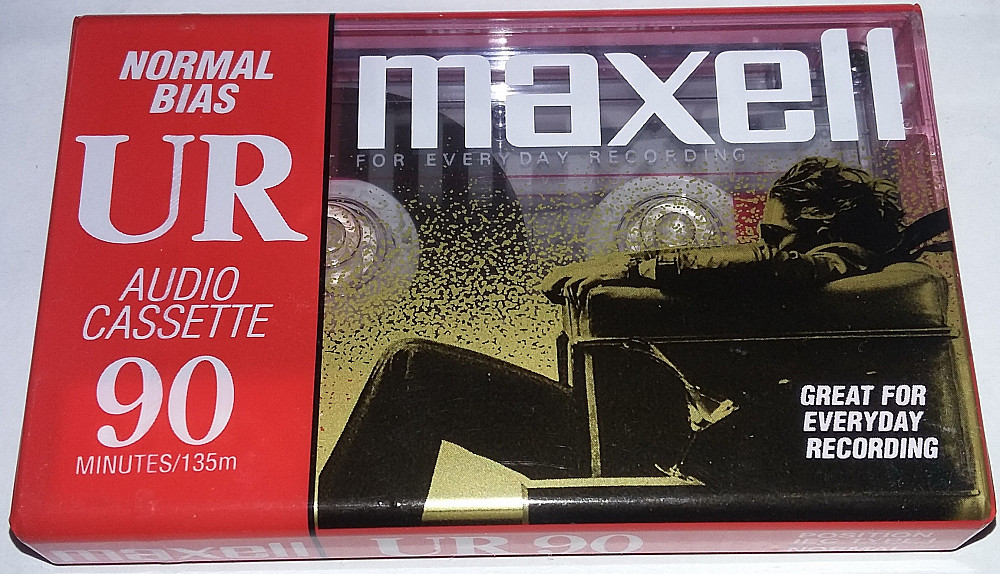 NORMAL
BIAS
UR
AUDIO
CASSETTE
90
MINUTES/135m
maxell
FOR EVERYDAY RECORDING
GREAT FOR
EVERYDAY
RECORDING
maxell UR 90
POSITION